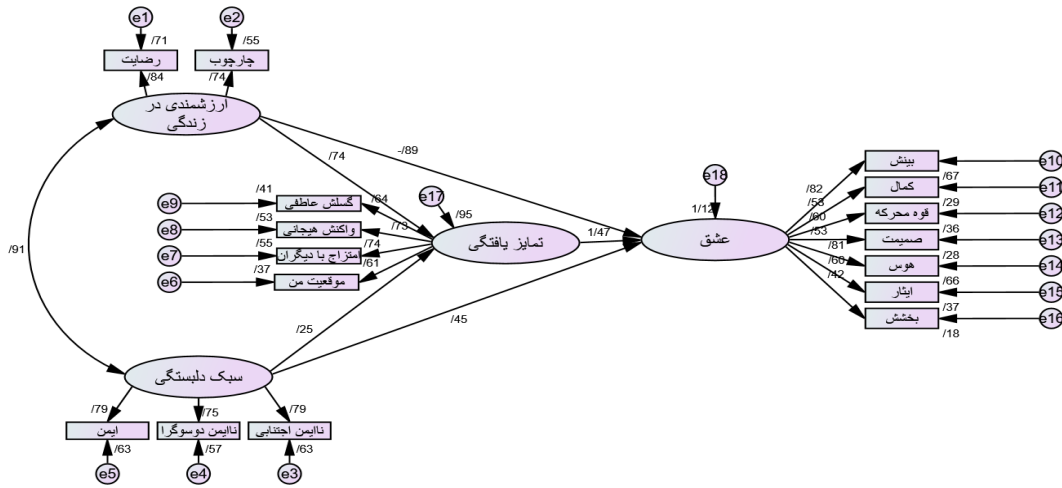 e1
e2
/71
/55
رضایت
چارچوب
/84
/74
ارزشمندی در
زندگی
-/89
/74
e18
e10
بینش
/82
/67
e11
کمال
/53
/29
e12
قوه محرکه
/60
/36
e13
صمیمت
/53
/28
e14
هوس
/81
/66
e15
ایثار
/60
/37
e16
بخشش
/42
/18
1/12
عشق
1/47
e17
/95
تمایز یافتگی
e9
/41
گسلش عاطفی
/64
e8
/53
واکنش هیجانی
/73
e7
/55
امتزاج با دیگران
/74
e6
/37
موقعیت من
/61
/91
/25
/45
سبک دلبستگی
/79
/75
/79
ایمن
ناایمن دوسوگرا
ناایمن اجتنابی
/63
/57
/63
e5
e4
e3